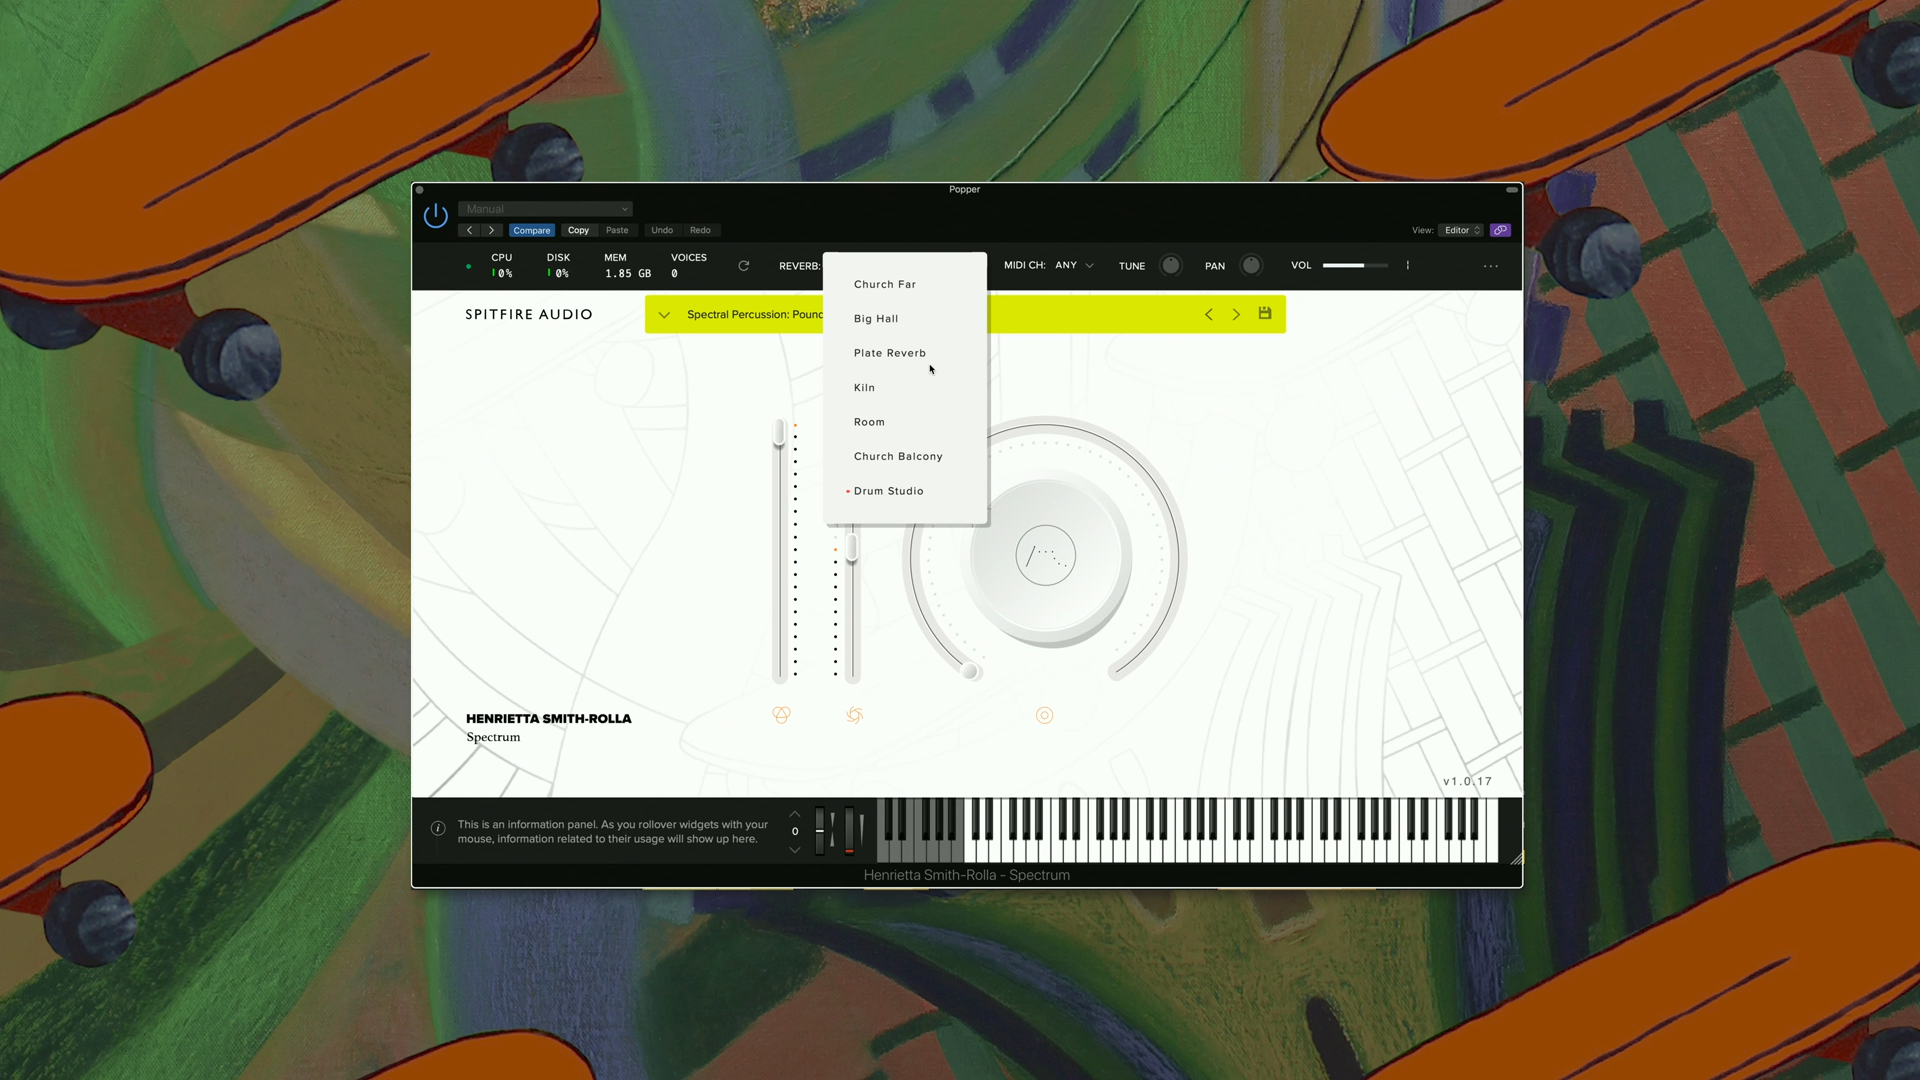 Popper
Manual
Compare Copy Paste Undo Redo
View: Editor
CPU DISK MEM VOICES
0% 0% 1.85 GB 0
REVERB:
MIDI CH: ANY TUNE PAN VOL
SPITFIRE AUDIO
Spectral Percussion: Pound
Church Far
Big Hall
Plate Reverb
Kiln
Room
Church Balcony
Drum Studio
HENRIETTA SMITH-ROLLA
Spectrum
v1.0.17
This is an information panel. As you rollover widgets with your
mouse, information related to their usage will show up here.
0
Henrietta Smith-Rolla - Spectrum